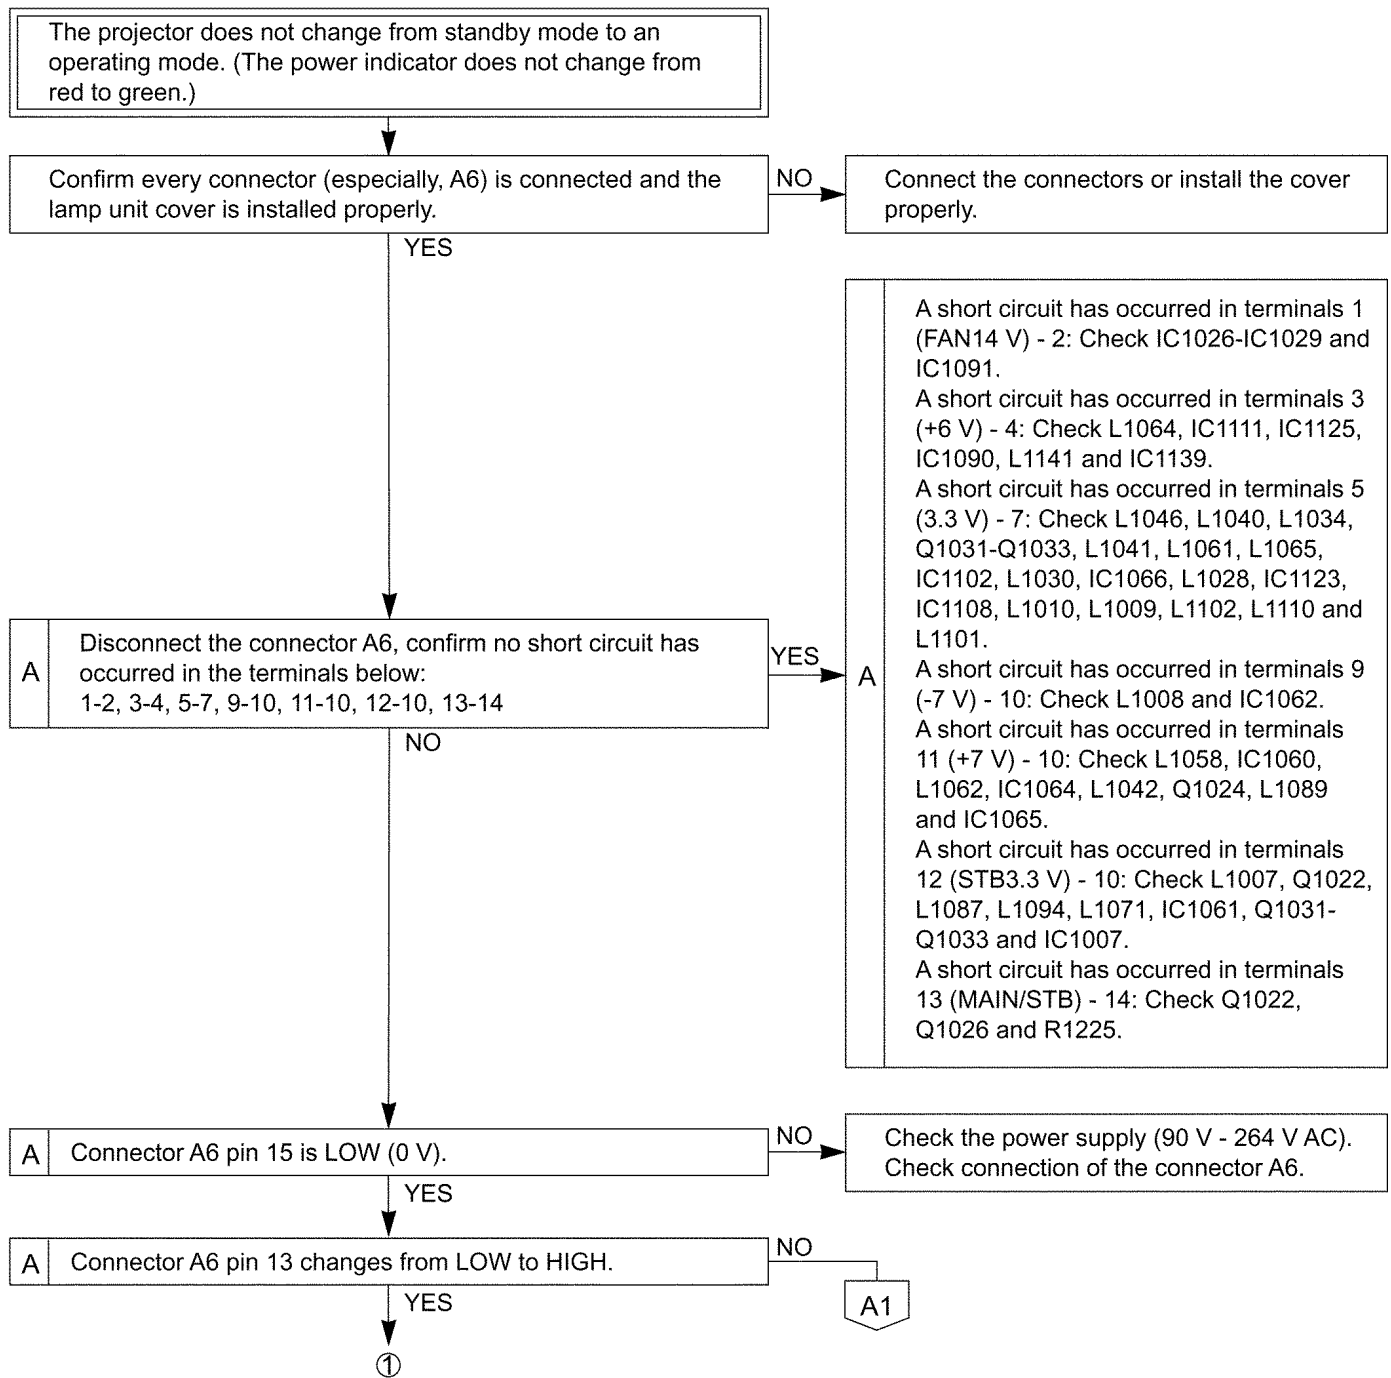 The projector does not change from standby mode to an
operating mode. (The power indicator does not change from
red to green.)
Confirm every connector (especially, A6) is connected and the
lamp unit cover is installed properly.
NO
Connect the connectors or install the cover
properly.
YES
A
Disconnect the connector A6, confirm no short circuit has
occurred in the terminals below:
1-2, 3-4, 5-7, 9-10, 11-10, 12-10, 13-14
YES
A
A short circuit has occurred in terminals 1
(FAN14 V) - 2: Check IC1026-IC1029 and
IC1091.
A short circuit has occurred in terminals 3
(+6 V) - 4: Check L1064, IC1111, IC1125,
IC1090, L1141 and IC1139.
A short circuit has occurred in terminals 5
(3.3 V) - 7: Check L1046, L1040, L1034,
Q1031-Q1033, L1041, L1061, L1065,
IC1102, L1030, IC1066, L1028, IC1123,
IC1108, L1010, L1009, L1102, L1110 and
L1101.
A short circuit has occurred in terminals 9
(-7 V) - 10: Check L1008 and IC1062.
A short circuit has occurred in terminals
11 (+7 V) - 10: Check L1058, IC1060,
L1062, IC1064, L1042, Q1024, L1089
and IC1065.
A short circuit has occurred in terminals
12 (STB3.3 V) - 10: Check L1007, Q1022,
L1087, L1094, L1071, IC1061, Q1031-
Q1033 and IC1007.
A short circuit has occurred in terminals
13 (MAIN/STB) - 14: Check Q1022,
Q1026 and R1225.
NO
A
Connector A6 pin 15 is LOW (0 V).
NO
Check the power supply (90 V - 264 V AC).
Check connection of the connector A6.
YES
A
Connector A6 pin 13 changes from LOW to HIGH.
NO
A1
YES
①